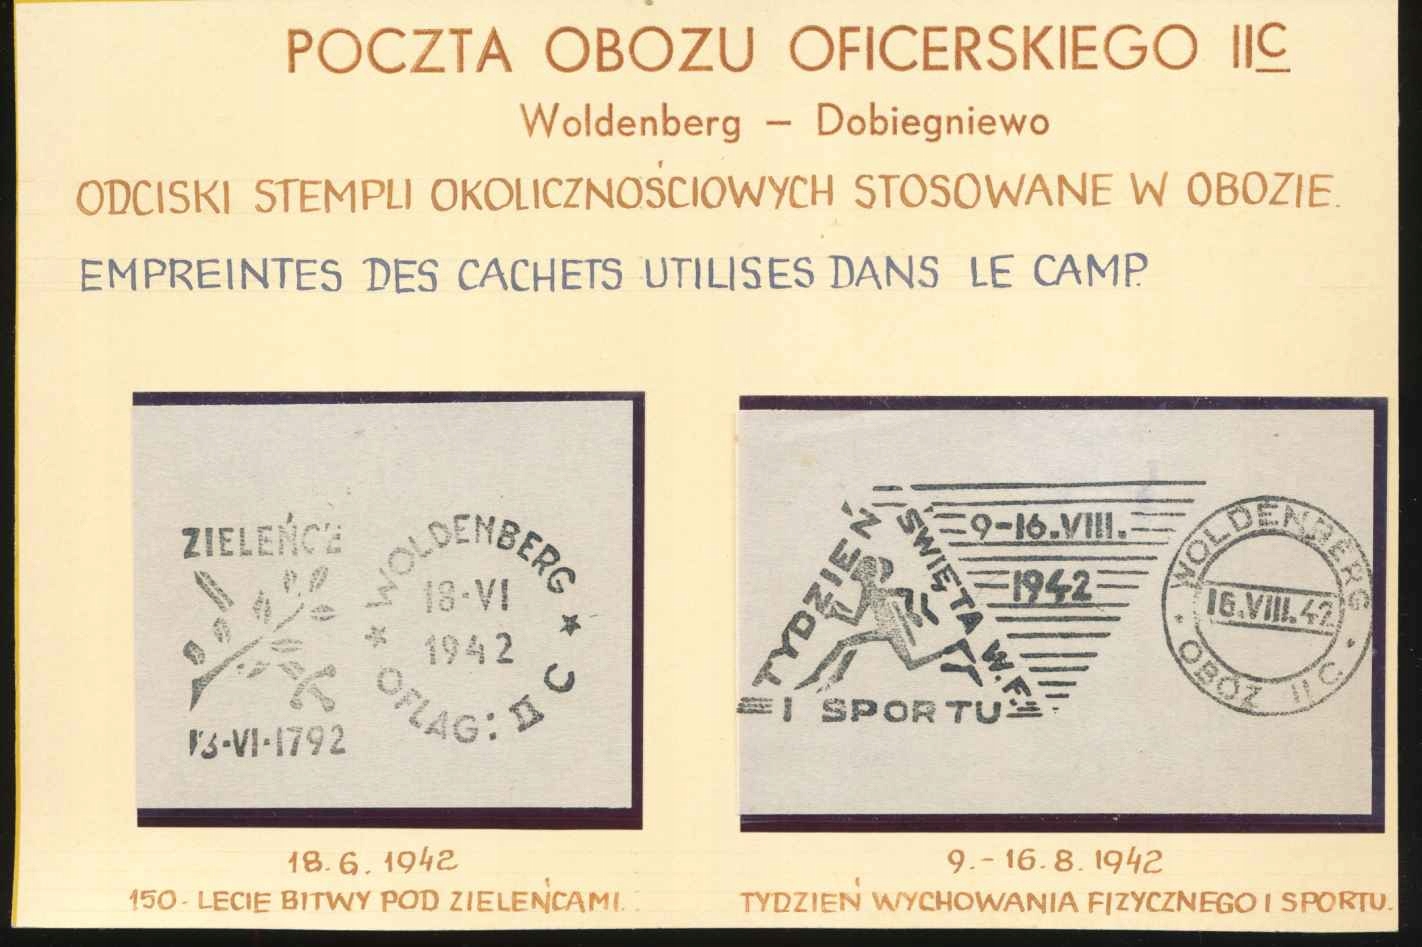 POCZTA OBOZU OFICERSKIEGO IIC
Woldenberg – Dobiegniewo
ODCISKI STEMPLI OKOLICZNOŚCIOWYCH STOSOWANE W OBOZIE.
EMPREINTES DES CACHETS UTILISES DANS LE CAMP.
ZIELEŃCE
18-VI-1792
★ WOLDENBERG ★
18·VI
1942
OFLAG: II C
TYDZIEŃ
ŚWIĘTA W.F.
I SPORTU
9-16.VIII.
1942
WOLDENBERG
16.VIII.42
· OBÓZ II C ·
18.6.1942
150-LECIE BITWY POD ZIELEŃCAMI.
9.-16.8.1942
TYDZIEŃ WYCHOWANIA FIZYCZNEGO I SPORTU.